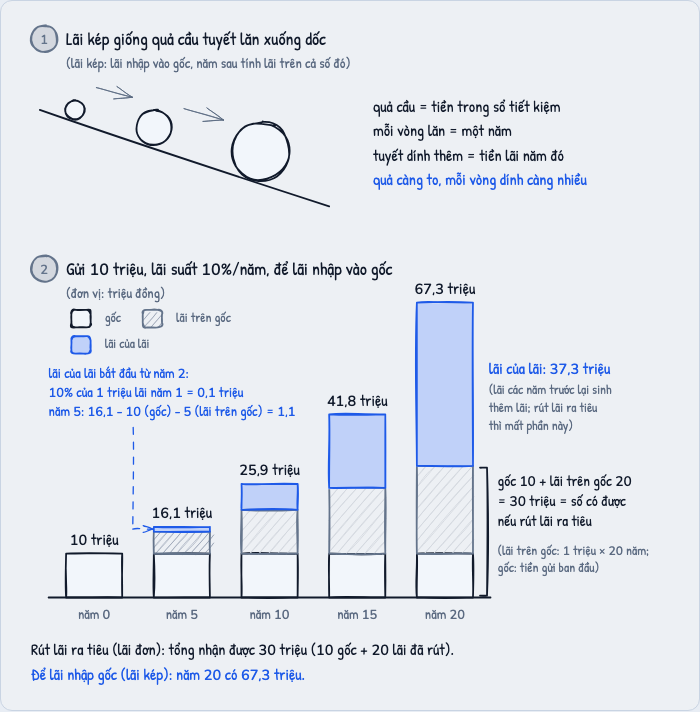 1
Lãi kép giống quả cầu tuyết lăn xuống dốc
(lãi kép: lãi nhập vào gốc, năm sau tính lãi trên cả số đó)
quả cầu = tiền trong sổ tiết kiệm
mỗi vòng lăn = một năm
tuyết dính thêm = tiền lãi năm đó
quả càng to, mỗi vòng dính càng nhiều
2
Gửi 10 triệu, lãi suất 10%/năm, để lãi nhập vào gốc
(đơn vị: triệu đồng)
gốc
lãi trên gốc
lãi của lãi
lãi của lãi bắt đầu từ năm 2:
10% của 1 triệu lãi năm 1 = 0,1 triệu
năm 5: 16,1 – 10 (gốc) – 5 (lãi trên gốc) = 1,1
10 triệu
16,1 triệu
25,9 triệu
41,8 triệu
67,3 triệu
lãi của lãi: 37,3 triệu
(lãi các năm trước lại sinh
thêm lãi; rút lãi ra tiêu
thì mất phần này)
gốc 10 + lãi trên gốc 20
= 30 triệu = số có được
nếu rút lãi ra tiêu
(lãi trên gốc: 1 triệu × 20 năm;
gốc: tiền gửi ban đầu)
năm 0
năm 5
năm 10
năm 15
năm 20
Rút lãi ra tiêu (lãi đơn): tổng nhận được 30 triệu (10 gốc + 20 lãi đã rút).
Để lãi nhập gốc (lãi kép): năm 20 có 67,3 triệu.